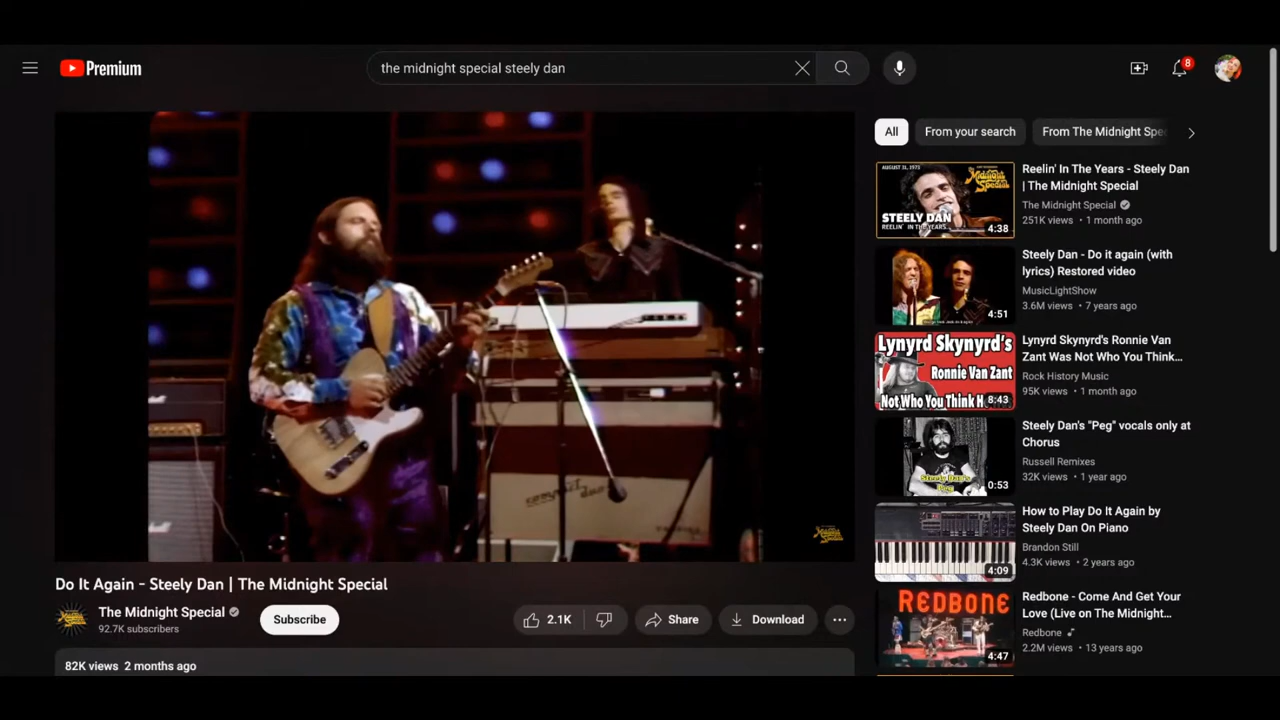 Premium
the midnight special steely dan
8
Do It Again - Steely Dan | The Midnight Special
The Midnight Special
92.7K subscribers
Subscribe
2.1K
Share
Download
82K views 2 months ago
All
From your search
From The Midnight Spec
AUGUST 31, 1973
Midnight Special
STEELY DAN
REELIN' IN THE YEARS
4:38
Reelin' In The Years - Steely Dan
| The Midnight Special
The Midnight Special
251K views • 1 month ago
4:51
Steely Dan - Do it again (with
lyrics) Restored video
MusicLightShow
3.6M views • 7 years ago
Lynyrd Skynyrd's
Ronnie Van
Zant
Not Who You Think H
8:43
Lynyrd Skynyrd's Ronnie Van
Zant Was Not Who You Think...
Rock History Music
95K views • 1 month ago
Steely Dan's
Peg
0:53
Steely Dan's "Peg" vocals only at
Chorus
Russell Remixes
32K views • 1 year ago
4:09
How to Play Do It Again by
Steely Dan On Piano
Brandon Still
4.3K views • 2 years ago
REDBONE
4:47
Redbone - Come And Get Your
Love (Live on The Midnight...
Redbone
2.2M views • 13 years ago